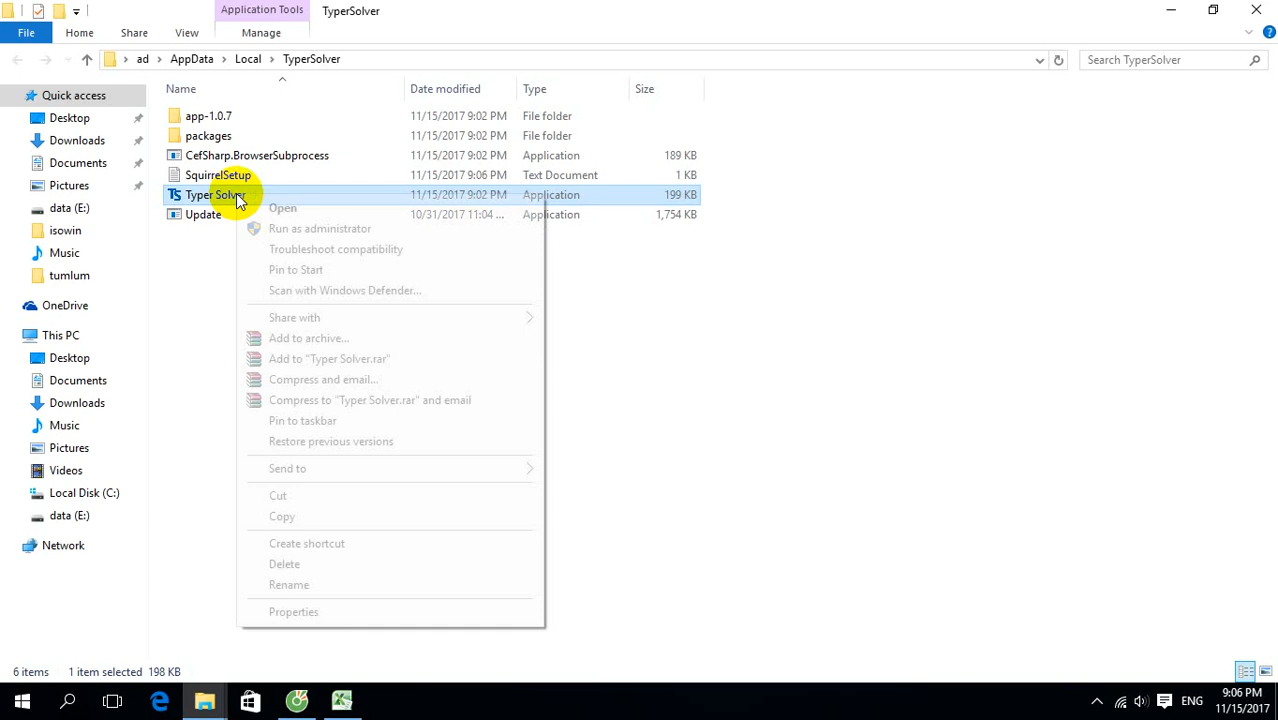 Application Tools
TyperSolver
File
Home
Share
View
Manage
ad
AppData
Local
TyperSolver
Search TyperSolver
Name
Date modified
Type
Size
app-1.0.7
11/15/2017 9:02 PM
File folder
packages
11/15/2017 9:02 PM
File folder
CefSharp.BrowserSubprocess
11/15/2017 9:02 PM
Application
189 KB
SquirrelSetup
11/15/2017 9:06 PM
Text Document
1 KB
Typer Solver
11/15/2017 9:02 PM
Application
199 KB
Update
10/31/2017 11:04 ...
Application
1,754 KB
Quick access
Desktop
Downloads
Documents
Pictures
data (E:)
isowin
Music
tumlum
OneDrive
This PC
Desktop
Documents
Downloads
Music
Pictures
Videos
Local Disk (C:)
data (E:)
Network
Open
Run as administrator
Troubleshoot compatibility
Pin to Start
Scan with Windows Defender...
Share with
Add to archive...
Add to "Typer Solver.rar"
Compress and email...
Compress to "Typer Solver.rar" and email
Pin to taskbar
Restore previous versions
Send to
Cut
Copy
Create shortcut
Delete
Rename
Properties
6 items
1 item selected 198 KB
ENG
9:06 PM
11/15/2017